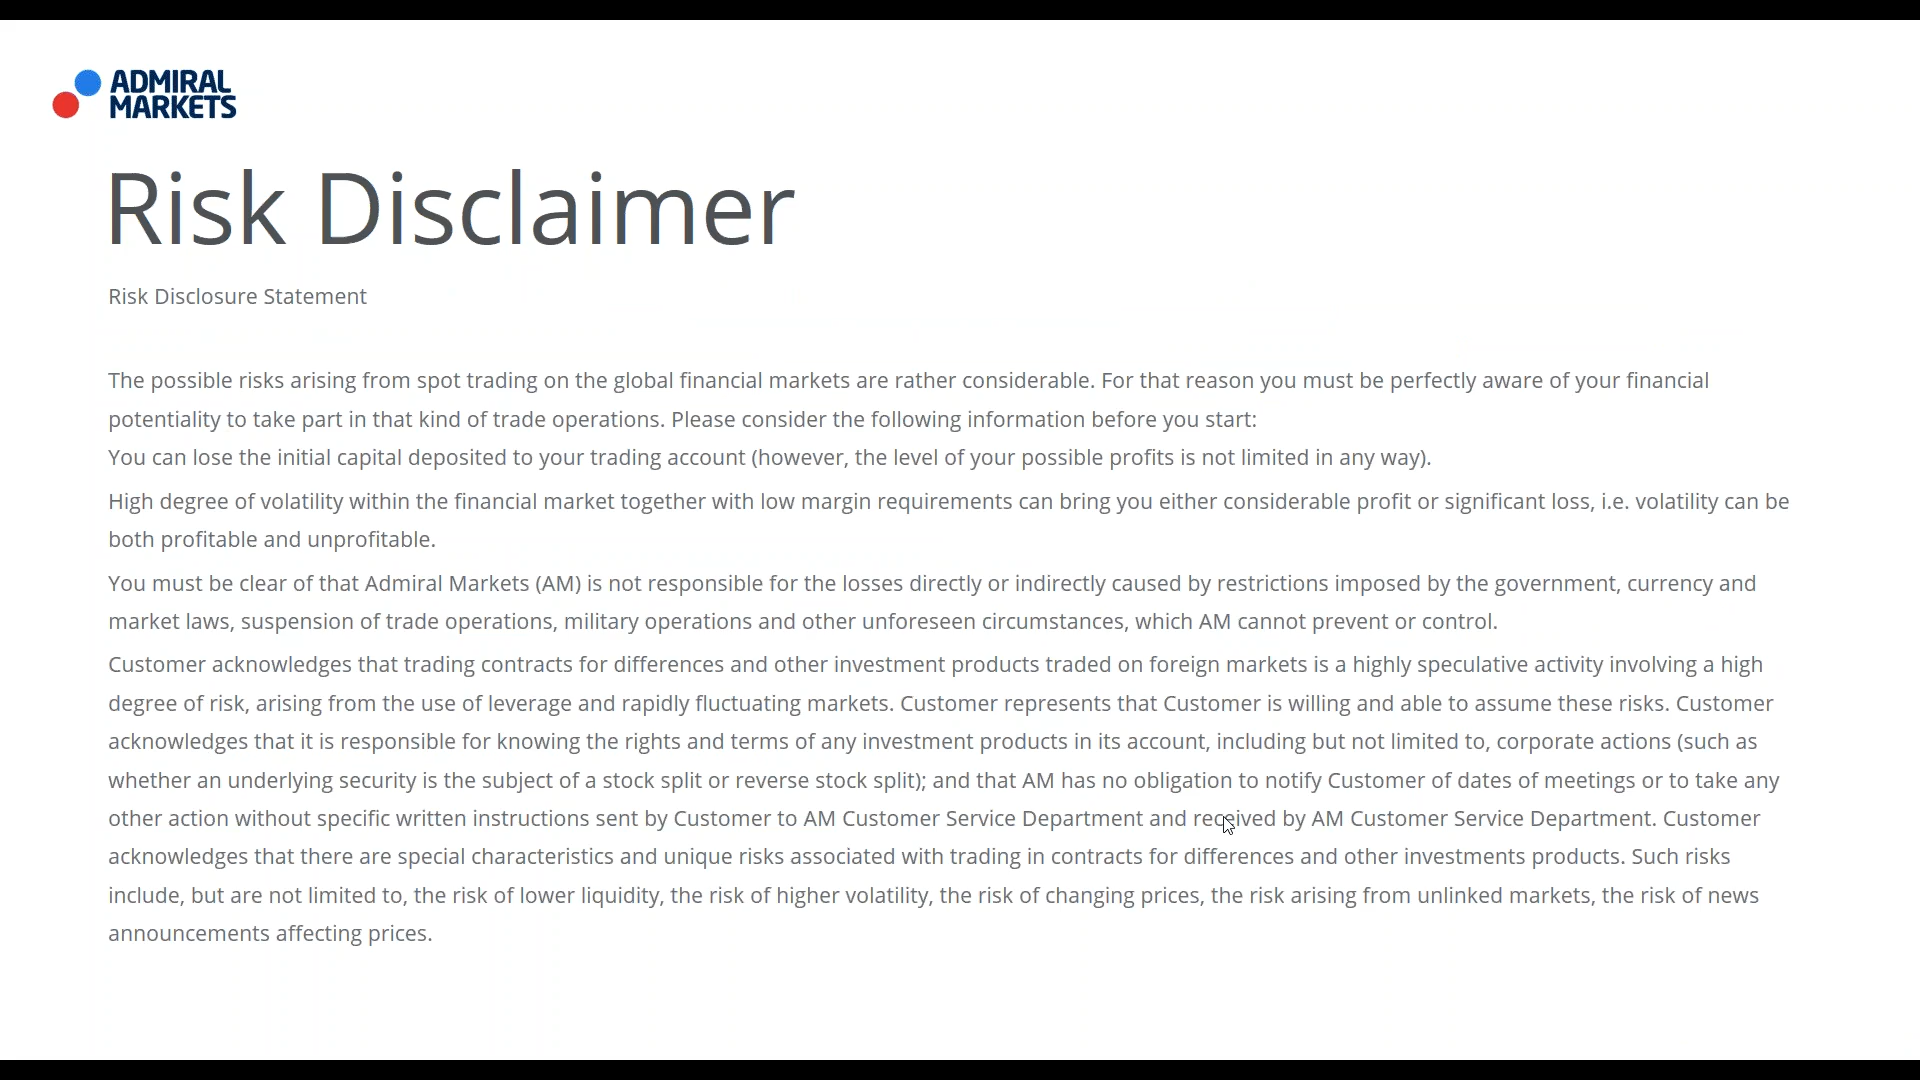 ADMIRAL
MARKETS
Risk Disclaimer
Risk Disclosure Statement
The possible risks arising from spot trading on the global financial markets are rather considerable. For that reason you must be perfectly aware of your financial
potentiality to take part in that kind of trade operations. Please consider the following information before you start:
You can lose the initial capital deposited to your trading account (however, the level of your possible profits is not limited in any way).
High degree of volatility within the financial market together with low margin requirements can bring you either considerable profit or significant loss, i.e. volatility can be
both profitable and unprofitable.
You must be clear of that Admiral Markets (AM) is not responsible for the losses directly or indirectly caused by restrictions imposed by the government, currency and
market laws, suspension of trade operations, military operations and other unforeseen circumstances, which AM cannot prevent or control.
Customer acknowledges that trading contracts for differences and other investment products traded on foreign markets is a highly speculative activity involving a high
degree of risk, arising from the use of leverage and rapidly fluctuating markets. Customer represents that Customer is willing and able to assume these risks. Customer
acknowledges that it is responsible for knowing the rights and terms of any investment products in its account, including but not limited to, corporate actions (such as
whether an underlying security is the subject of a stock split or reverse stock split); and that AM has no obligation to notify Customer of dates of meetings or to take any
other action without specific written instructions sent by Customer to AM Customer Service Department and received by AM Customer Service Department. Customer
acknowledges that there are special characteristics and unique risks associated with trading in contracts for differences and other investments products. Such risks
include, but are not limited to, the risk of lower liquidity, the risk of higher volatility, the risk of changing prices, the risk arising from unlinked markets, the risk of news
announcements affecting prices.